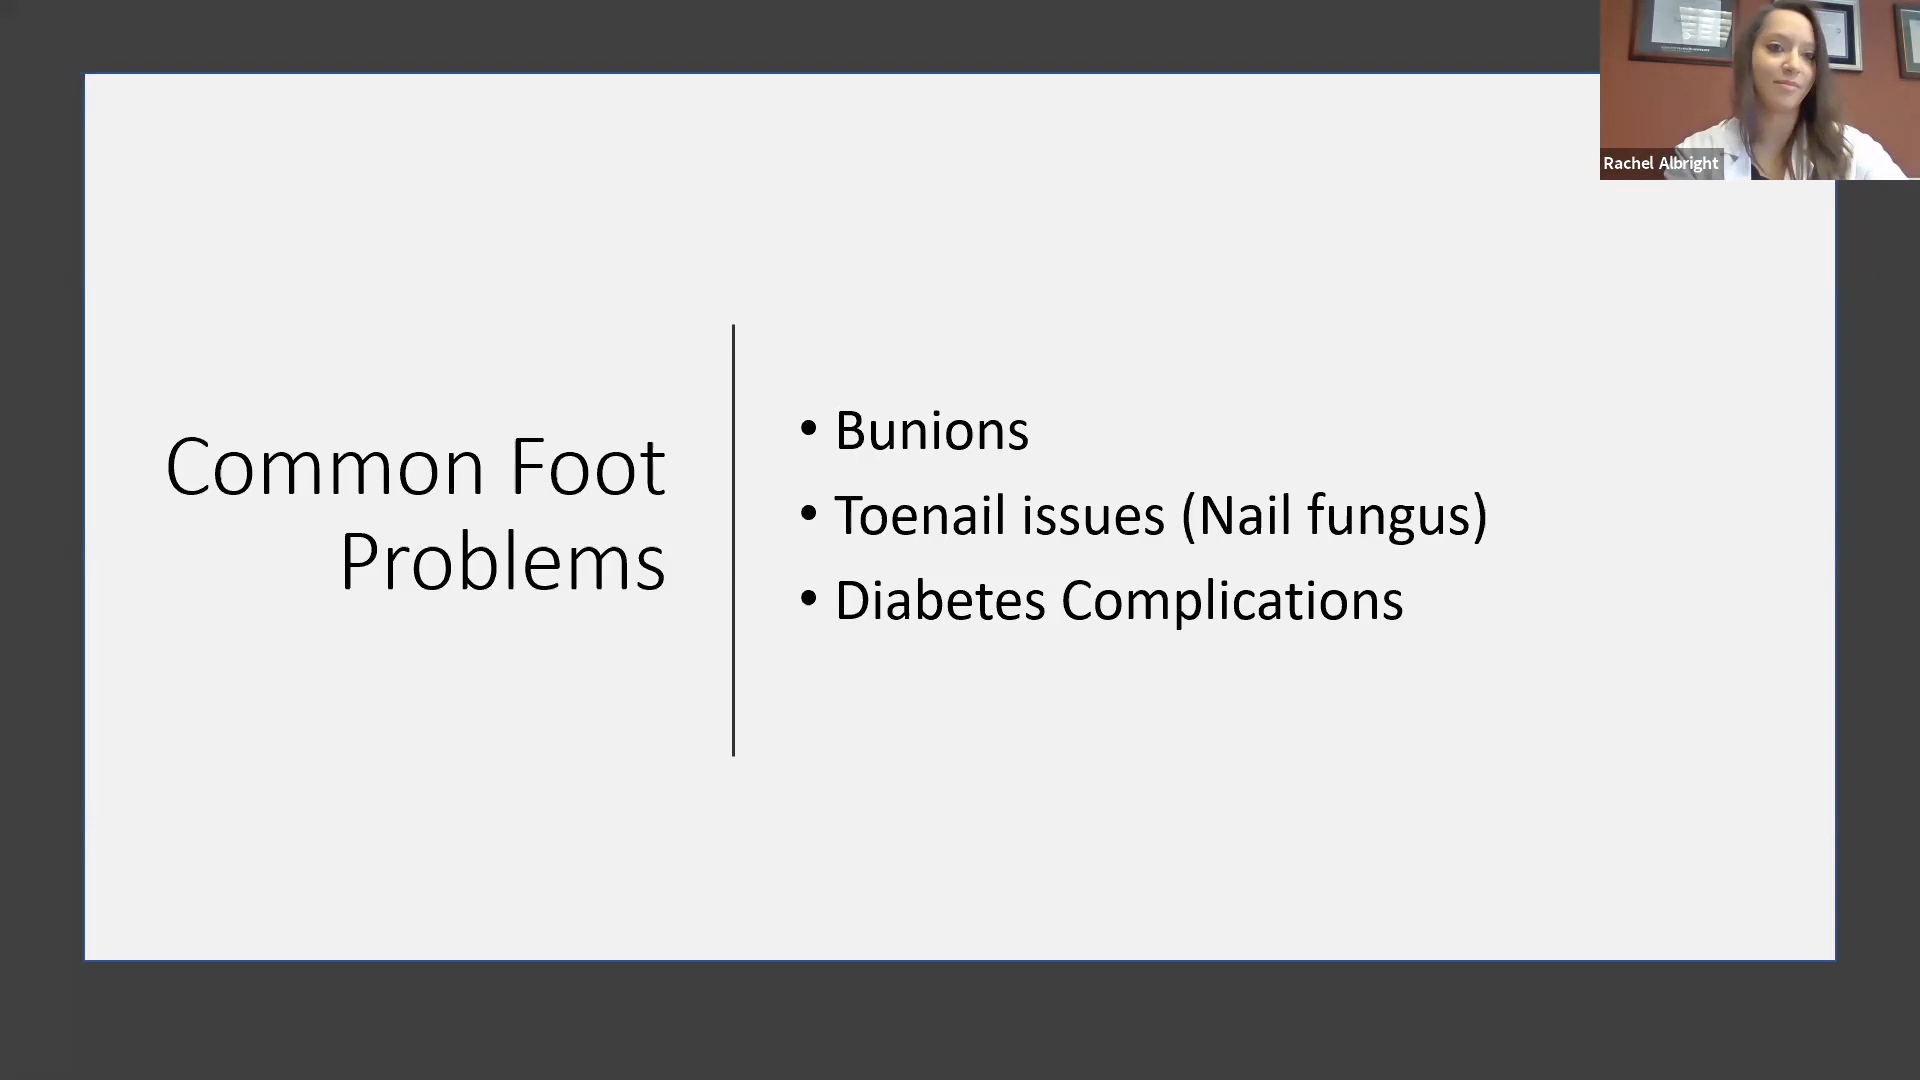 Rachel Albright
Common Foot
Problems
• Bunions
• Toenail issues (Nail fungus)
• Diabetes Complications